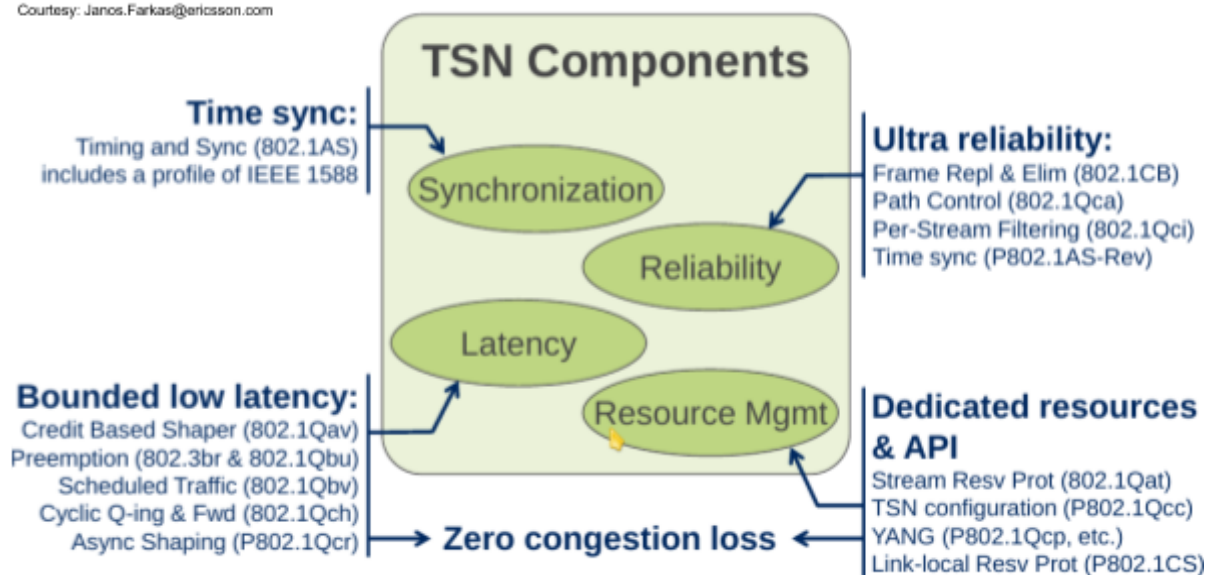 Courtesy: Janos.Farkas@ericsson.com
TSN Components
Time sync:
Timing and Sync (802.1AS)
includes a profile of IEEE 1588
Synchronization
Ultra reliability:
Frame Repl & Elim (802.1CB)
Path Control (802.1Qca)
Per-Stream Filtering (802.1Qci)
Time sync (P802.1AS-Rev)
Reliability
Latency
Bounded low latency:
Credit Based Shaper (802.1Qav)
Preemption (802.3br & 802.1Qbu)
Scheduled Traffic (802.1Qbv)
Cyclic Q-ing & Fwd (802.1Qch)
Async Shaping (P802.1Qcr)
Resource Mgmt
Dedicated resources
& API
Stream Resv Prot (802.1Qat)
TSN configuration (P802.1Qcc)
YANG (P802.1Qcp, etc.)
Link-local Resv Prot (P802.1CS)
Zero congestion loss